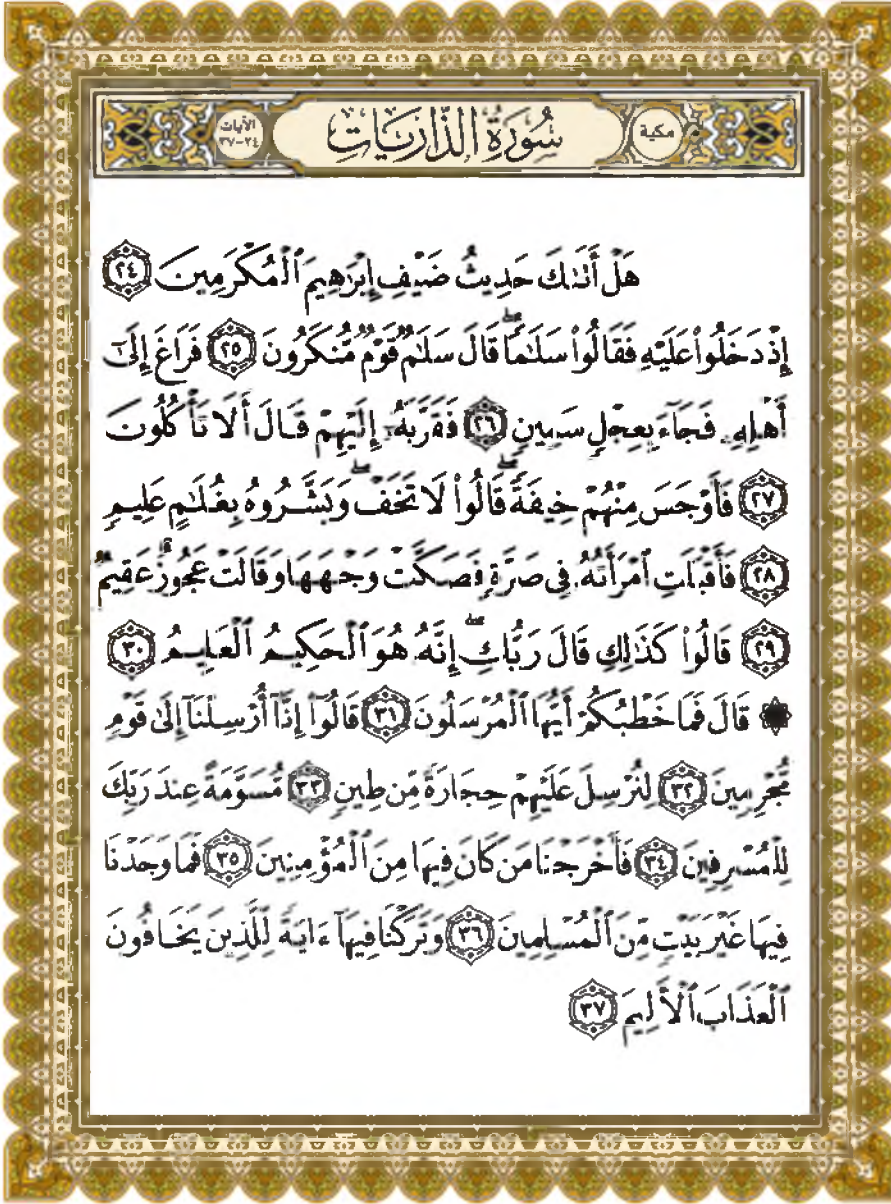 الآيات
٢٤-٣٧
سُورَةُ الذَّارِيَاتِ
مكية
هَلْ أَتَىٰكَ حَدِيثُ ضَيْفِ إِبْرَٰهِيمَ ٱلْمُكْرَمِينَ ٢٤
إِذْ دَخَلُوا۟ عَلَيْهِ فَقَالُوا۟ سَلَٰمًا ۖ قَالَ سَلَٰمٌ قَوْمٌ مُّنكَرُونَ ٢٥ فَرَاغَ إِلَىٰٓ
أَهْلِهِۦ فَجَآءَ بِعِجْلٍ سَمِينٍ ٢٦ فَقَرَّبَهُۥٓ إِلَيْهِمْ قَالَ أَلَا تَأْكُلُونَ
٢٧ فَأَوْجَسَ مِنْهُمْ خِيفَةً ۖ قَالُوا۟ لَا تَخَفْ ۖ وَبَشَّرُوهُ بِغُلَٰمٍ عَلِيمٍ
٢٨ فَأَقْبَلَتِ ٱمْرَأَتُهُۥ فِى صَرَّةٍ فَصَكَّتْ وَجْهَهَا وَقَالَتْ عَجُوزٌ عَقِيمٌ
٢٩ قَالُوا۟ كَذَٰلِكِ قَالَ رَبُّكِ ۖ إِنَّهُۥ هُوَ ٱلْحَكِيمُ ٱلْعَلِيمُ ٣٠
۞ قَالَ فَمَا خَطْبُكُمْ أَيُّهَا ٱلْمُرْسَلُونَ ٣١ قَالُوٓا۟ إِنَّآ أُرْسِلْنَآ إِلَىٰ قَوْمٍ
مُّجْرِمِينَ ٣٢ لِنُرْسِلَ عَلَيْهِمْ حِجَارَةً مِّن طِينٍ ٣٣ مُّسَوَّمَةً عِندَ رَبِّكَ
لِلْمُسْرِفِينَ ٣٤ فَأَخْرَجْنَا مَن كَانَ فِيهَا مِنَ ٱلْمُؤْمِنِينَ ٣٥ فَمَا وَجَدْنَا
فِيهَا غَيْرَ بَيْتٍ مِّنَ ٱلْمُسْلِمِينَ ٣٦ وَتَرَكْنَا فِيهَآ ءَايَةً لِّلَّذِينَ يَخَافُونَ
ٱلْعَذَابَ ٱلْأَلِيمَ ٣٧